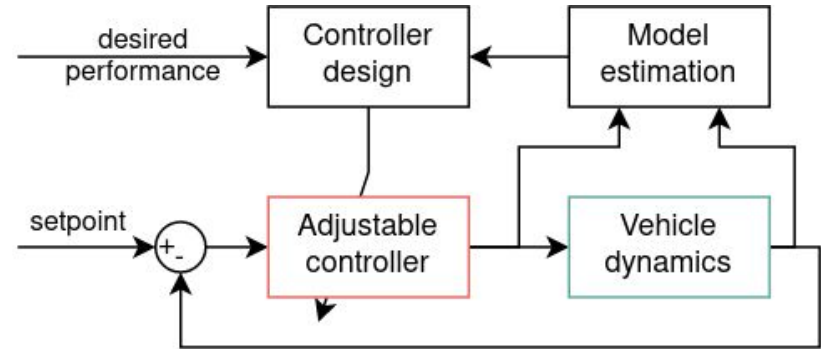 desired
performance
Controller
design
Model
estimation
setpoint
+
-
Adjustable
controller
Vehicle
dynamics